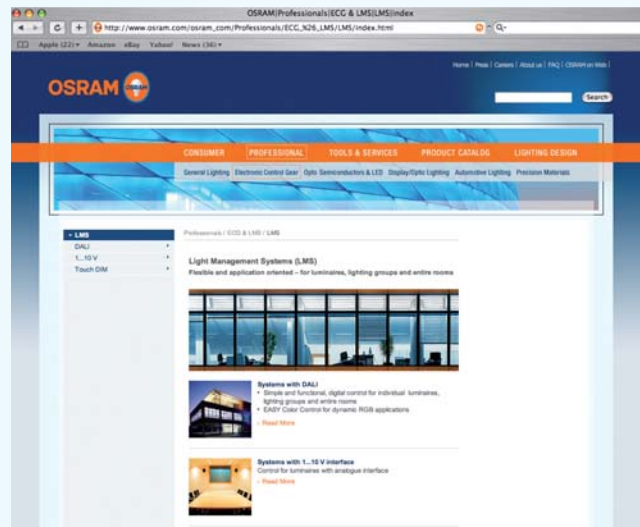 OSRAM|Professionals|ECG & LMS|LMS|Index
http://www.osram.com/osram_com/Professionals/ECG_%26_LMS/LMS/index.html
Q-
Apple (22) Amazon eBay Yahoo! News (36)
Home | Press | Careers | About us | FAQ | OSRAM on Web |
OSRAM OSRAM
Search
CONSUMER PROFESSIONAL TOOLS & SERVICES PRODUCT CATALOG LIGHTING DESIGN
General Lighting Electronic Control Gear Opto Semiconductors & LED Display/Optic Lighting Automotive Lighting Precision Materials
LMS
DALI
1...10 V
Touch DIM
Professionals / ECG & LMS / LMS
Light Management Systems (LMS)
Flexible and application oriented – for luminaires, lighting groups and entire rooms
Systems with DALI
• Simple and functional, digital control for individual luminaires,
lighting groups and entire rooms
• EASY Color Control for dynamic RGB applications
› Read More
Systems with 1...10 V interface
Control for luminaires with analogue interface
› Read More